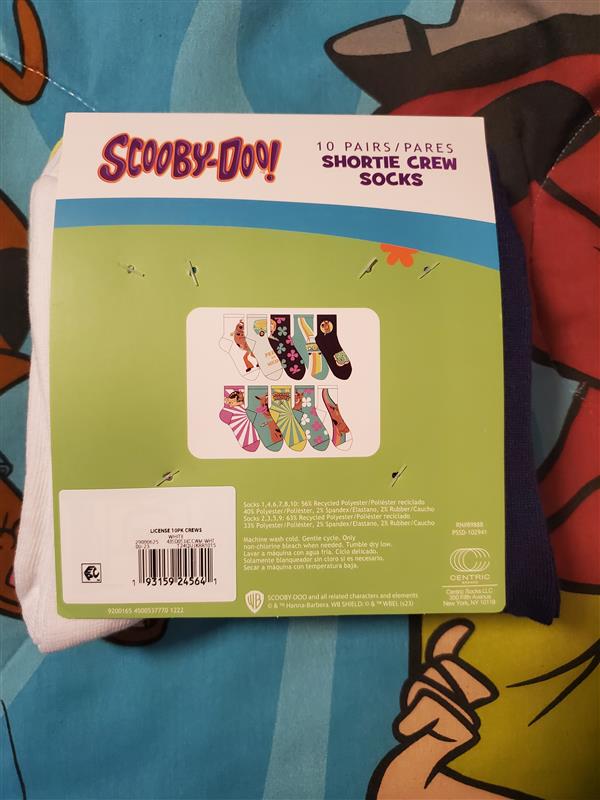 SCOOBY-DOO!
10 PAIRS/PARES
SHORTIE CREW
SOCKS
Socks 1,4,6,7,8,10: 56% Recycled Polyester/Poliéster reciclado
40% Polyester/Poliéster, 2% Spandex/Elastano, 2% Rubber/Caucho
Socks 2,3,5,9: 63% Recycled Polyester/Poliéster reciclado
33% Polyester/Poliéster, 2% Spandex/Elastano, 2% Rubber/Caucho
Machine wash cold. Gentle cycle. Only
non-chlorine bleach when needed. Tumble dry low.
Lavar a máquina con agua fría. Ciclo delicado.
Solamente blanqueador sin cloro si es necesario.
Secar a máquina con temperatura baja.
RN#89888
PSSD-102941
CENTRIC
BRANDS
Centric Socks LLC
350 Fifth Avenue
New York, NY 10118
LICENSE 10PK CREWS
WHITE
29000625
1 93159 24564 1
9200165 4500537770 1222
WB
SCOOBY-DOO and all related characters and elements
© & ™ Hanna-Barbera. WB SHIELD: © & ™ WBEI. (s23)